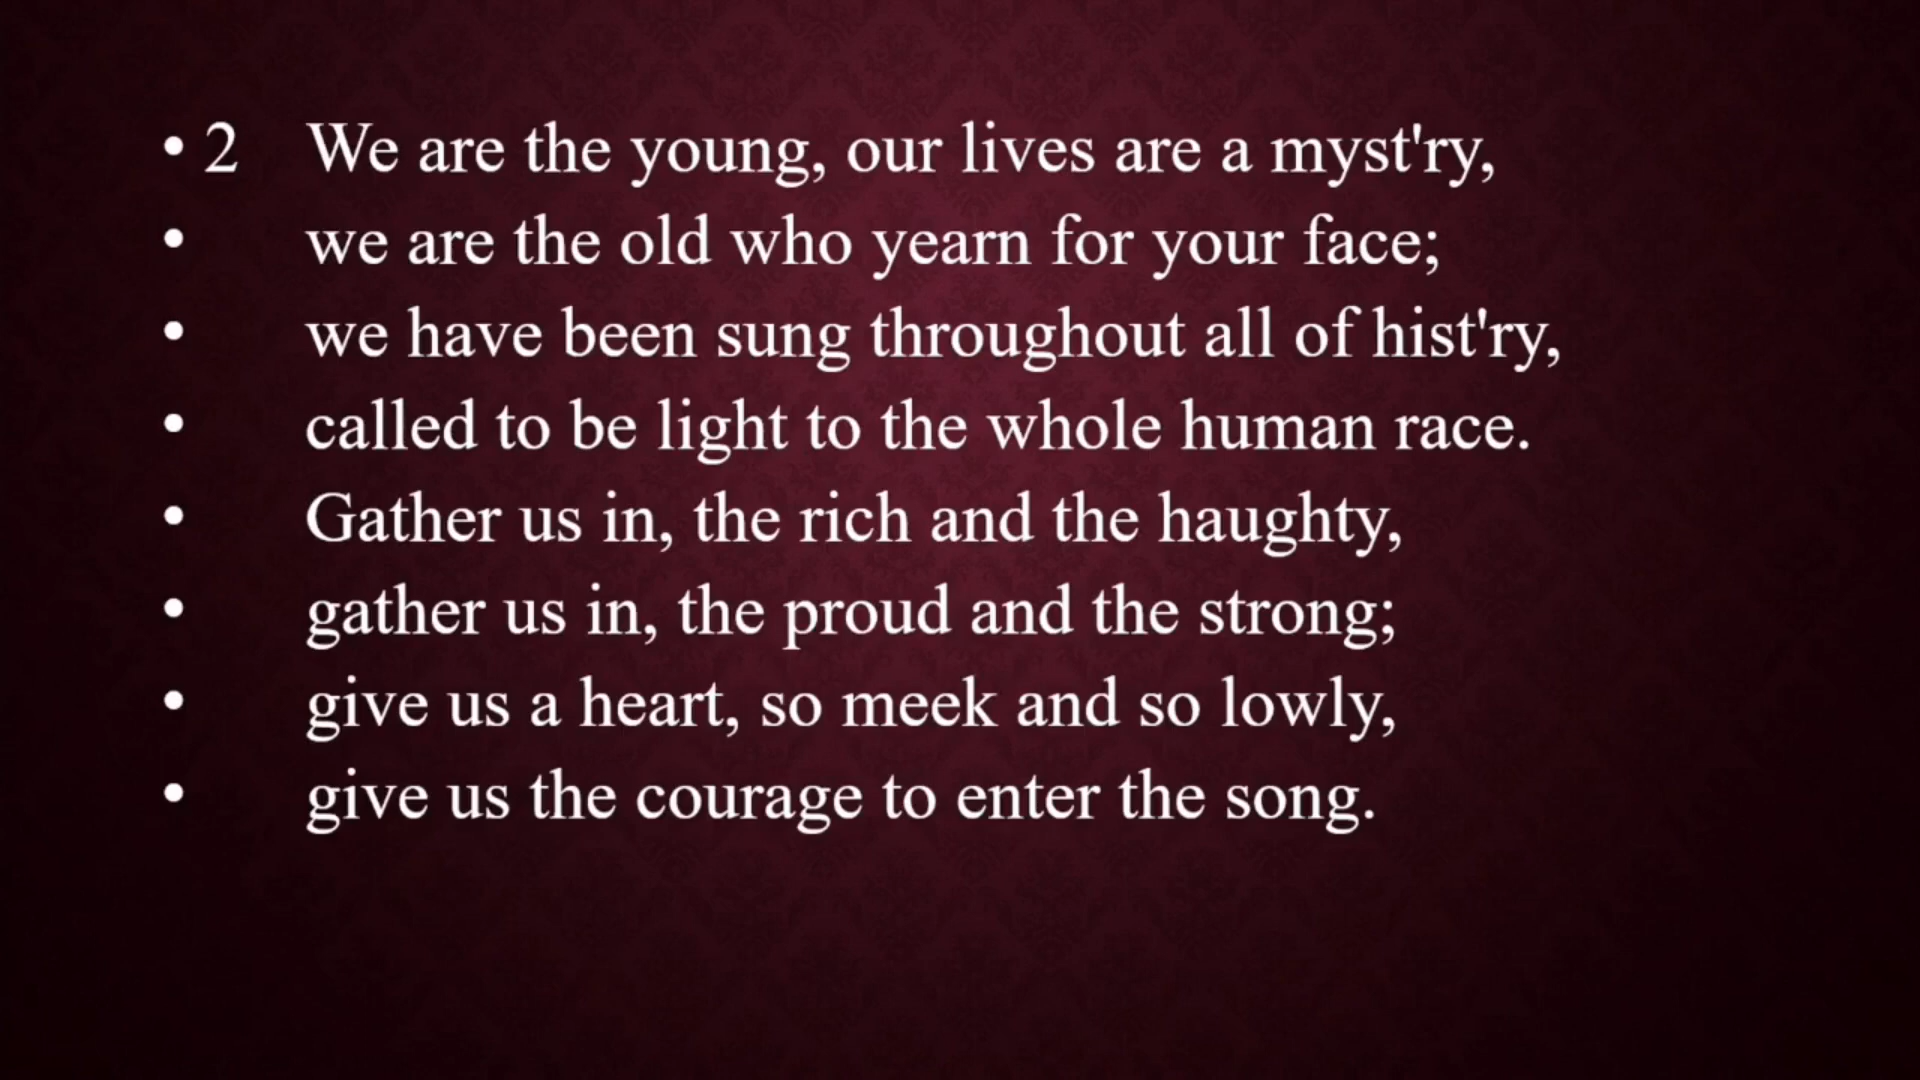 • 2 We are the young, our lives are a myst'ry,
• we are the old who yearn for your face;
• we have been sung throughout all of hist'ry,
• called to be light to the whole human race.
• Gather us in, the rich and the haughty,
• gather us in, the proud and the strong;
• give us a heart, so meek and so lowly,
• give us the courage to enter the song.